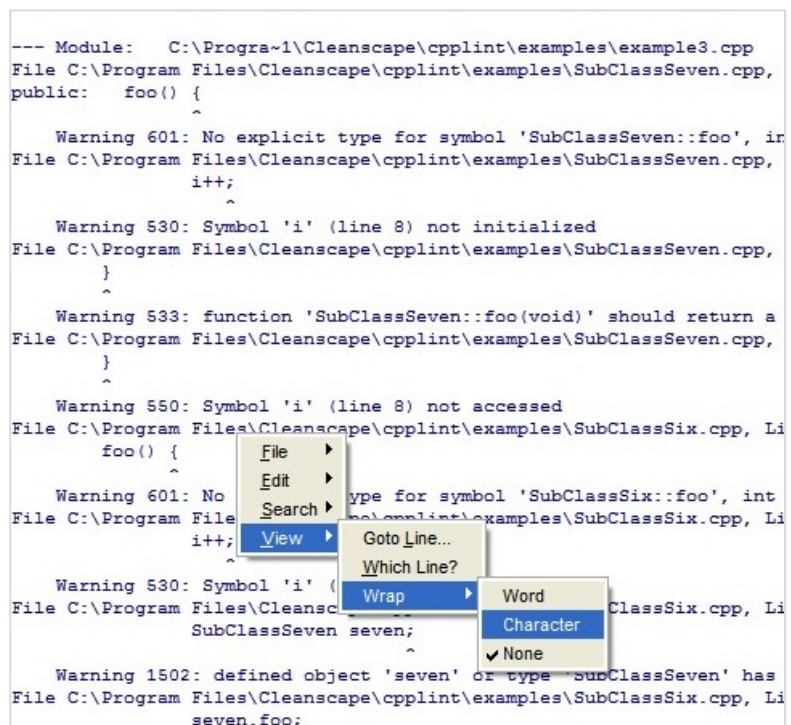 --- Module:   C:\Progra~1\Cleanscape\cpplint\examples\example3.cpp
File C:\Program Files\Cleanscape\cpplint\examples\SubClassSeven.cpp,
public:   foo() {
^
Warning 601: No explicit type for symbol 'SubClassSeven::foo', in
File C:\Program Files\Cleanscape\cpplint\examples\SubClassSeven.cpp,
i++;
^
Warning 530: Symbol 'i' (line 8) not initialized
File C:\Program Files\Cleanscape\cpplint\examples\SubClassSeven.cpp,
}
^
Warning 533: function 'SubClassSeven::foo(void)' should return a
File C:\Program Files\Cleanscape\cpplint\examples\SubClassSeven.cpp,
}
^
Warning 550: Symbol 'i' (line 8) not accessed
File C:\Program Files\Cleanscape\cpplint\examples\SubClassSix.cpp, Li
foo() {
^
Warning 601: No ype for symbol 'SubClassSix::foo', int
File C:\Program File \cpplint\examples\SubClassSix.cpp, Li
i++;
^
Warning 530: Symbol 'i' (
File C:\Program Files\Cleansc ClassSix.cpp, Li
SubClassSeven seven;
^
Warning 1502: defined object 'seven' of type 'SubClassSeven' has
File C:\Program Files\Cleanscape\cpplint\examples\SubClassSix.cpp, Li
seven.foo;
File
Edit
Search
View
Goto Line...
Which Line?
Wrap
Word
Character
None